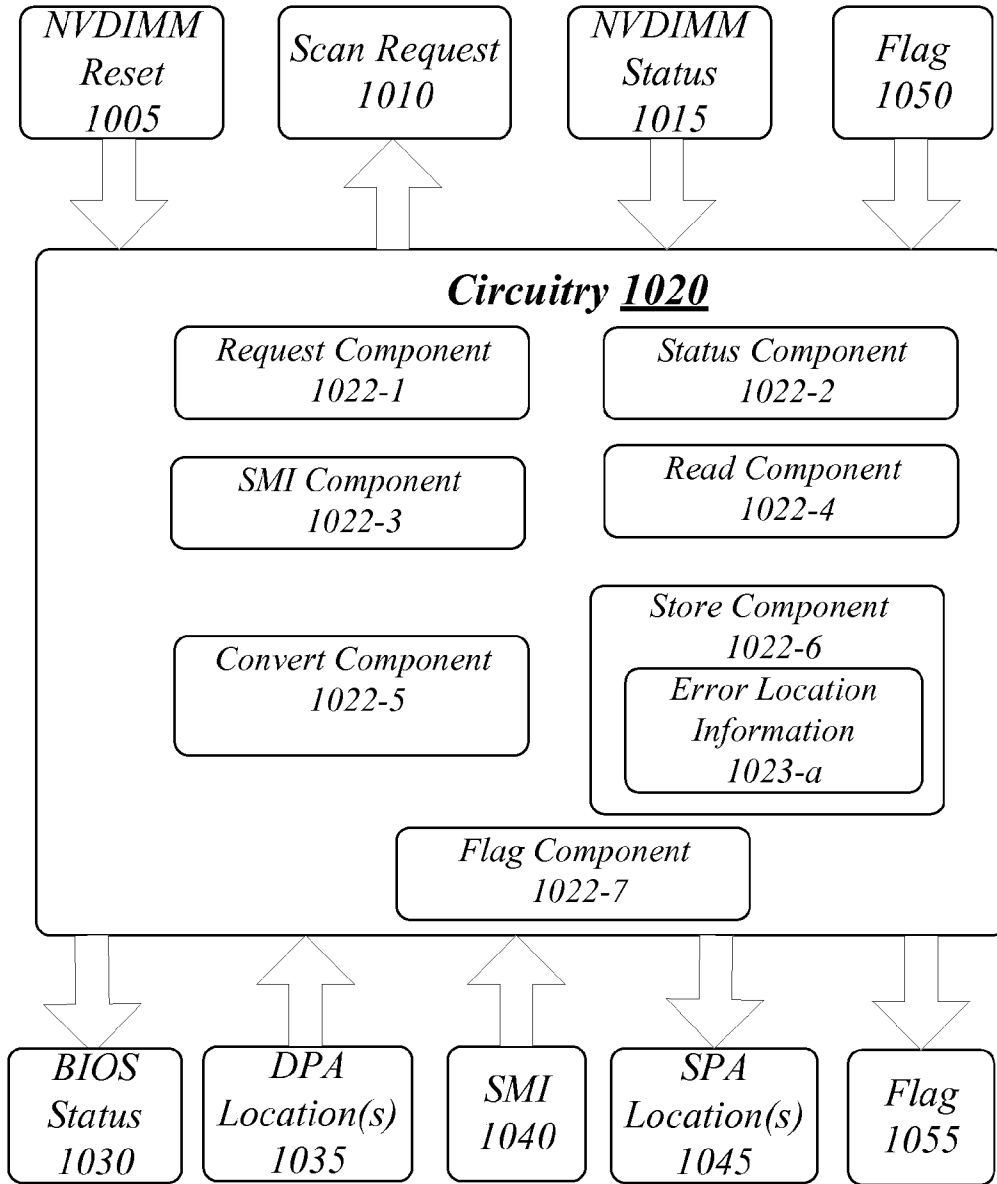 NVDIMM
Reset
1005
Scan Request
1010
NVDIMM
Status
1015
Flag
1050
Circuitry 1020
Request Component
1022-1
Status Component
1022-2
SMI Component
1022-3
Read Component
1022-4
Convert Component
1022-5
Store Component
1022-6
Error Location
Information
1023-a
Flag Component
1022-7
BIOS
Status
1030
DPA
Location(s)
1035
SMI
1040
SPA
Location(s)
1045
Flag
1055